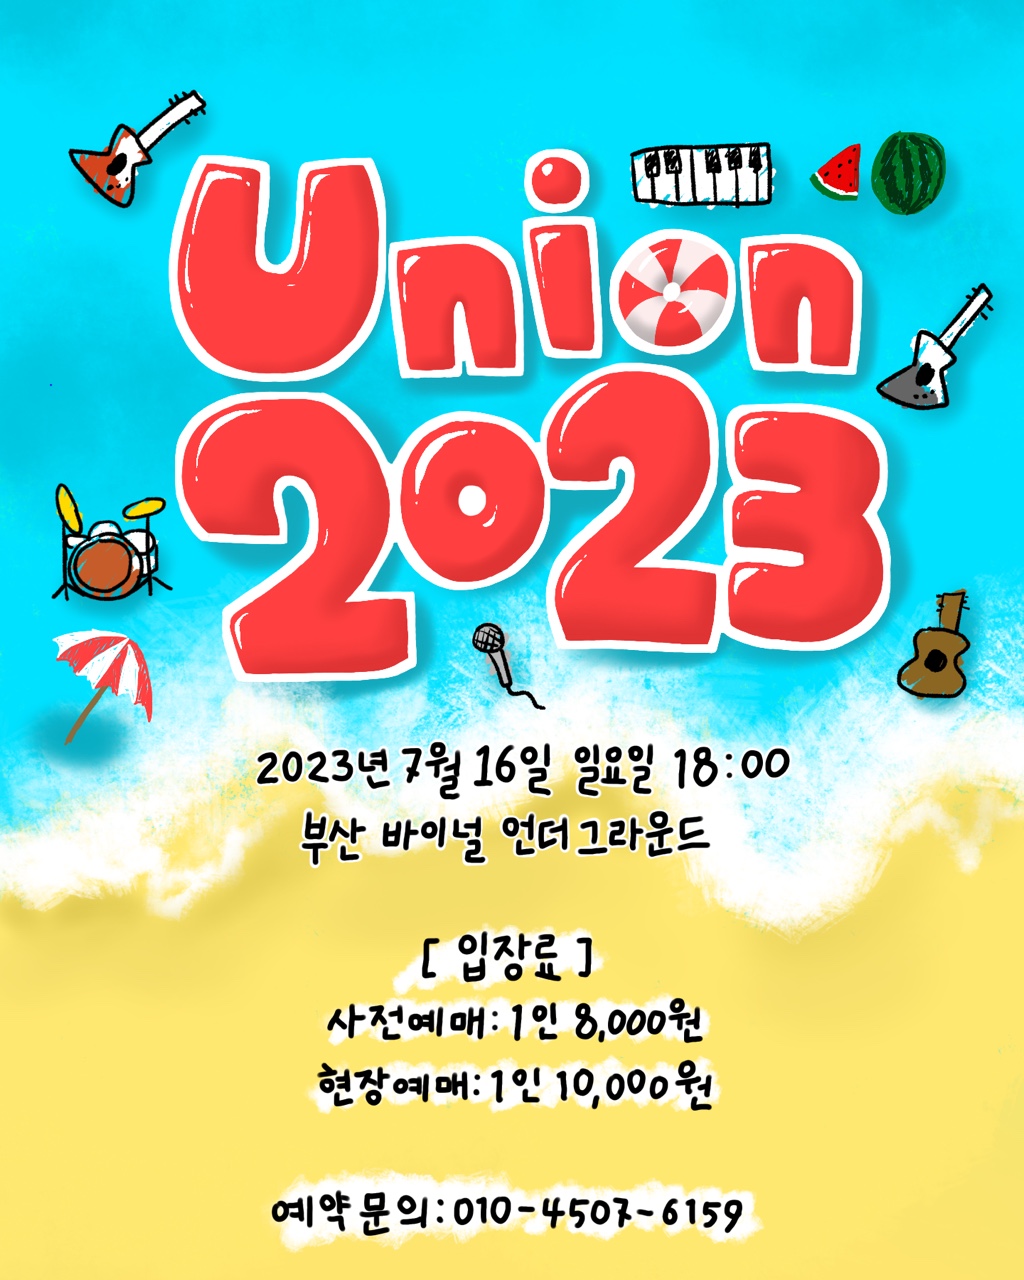 Union
2023
2023년 7월 16일 일요일 18:00
부산 바이널 언더그라운드
[ 입장료 ]
사전예매: 1인 8,000원
현장예매: 1인 10,000원
예약문의: 010-4507-6159